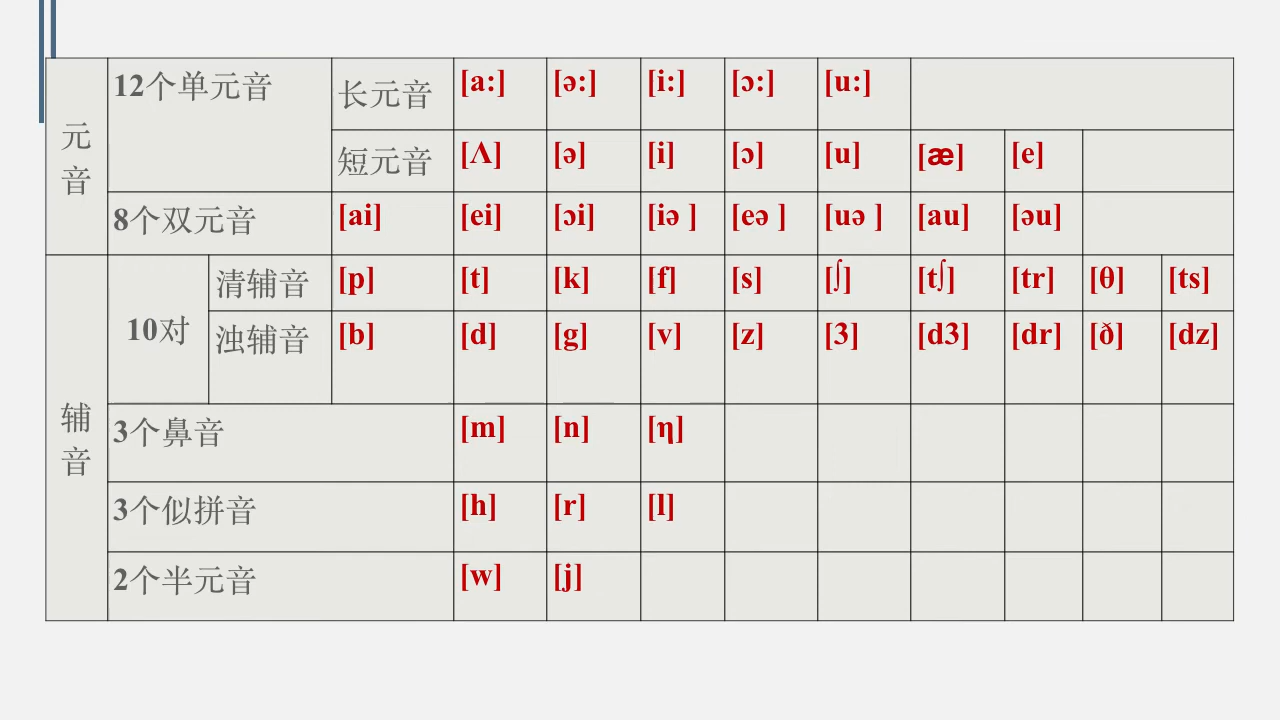 元音 12个单元音 长元音 [a:] [ə:] [i:] [ɔ:] [u:]
短元音 [Λ] [ə] [i] [ɔ] [u] [æ] [e]
8个双元音 [ai] [ei] [ɔi] [iə ] [eə ] [uə ] [au] [əu]
辅音 10对 清辅音 [p] [t] [k] [f] [s] [ʃ] [tʃ] [tr] [θ] [ts]
浊辅音 [b] [d] [g] [v] [z] [3] [d3] [dr] [ð] [dz]
3个鼻音 [m] [n] [η]
3个似拼音 [h] [r] [l]
2个半元音 [w] [j]